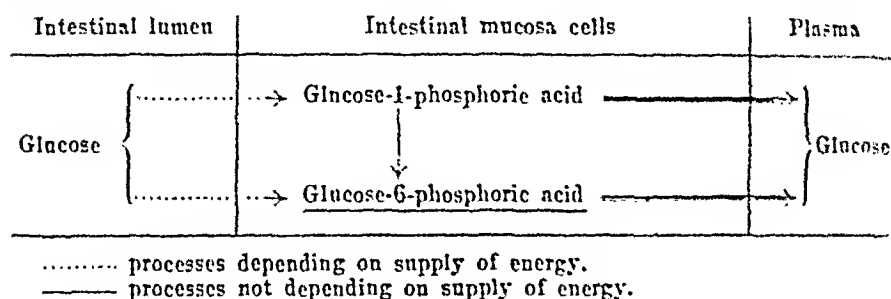 Intestinal lumen Intestinal mucosa cells Plasma
Glucose-1-phosphoric acid
Glucose Glucose
Glucose-6-phosphoric acid
.......... processes depending on supply of energy.
——— processes not depending on supply of energy.